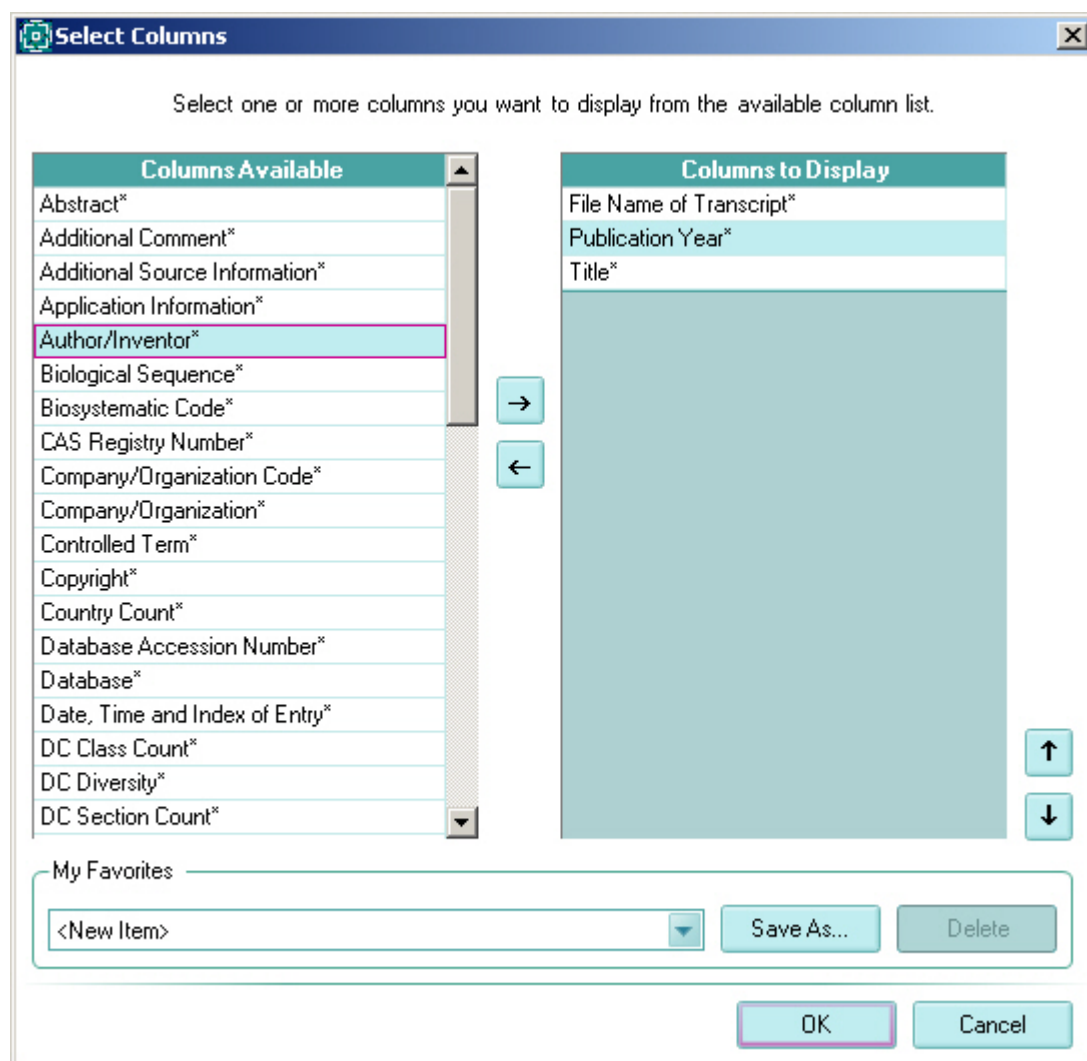 Select Columns
Select one or more columns you want to display from the available column list.
Columns Available
Abstract*
Additional Comment*
Additional Source Information*
Application Information*
Author/Inventor*
Biological Sequence*
Biosystematic Code*
CAS Registry Number*
Company/Organization Code*
Company/Organization*
Controlled Term*
Copyright*
Country Count*
Database Accession Number*
Database*
Date, Time and Index of Entry*
DC Class Count*
DC Diversity*
DC Section Count*
Columns to Display
File Name of Transcript*
Publication Year*
Title*
My Favorites
<New Item>
Save As...
Delete
OK
Cancel